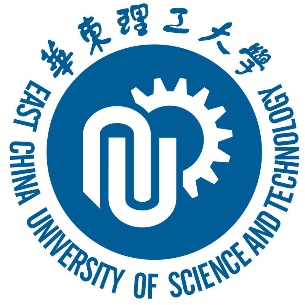 華東理工大學
EAST CHINA UNIVERSITY OF SCIENCE AND TECHNOLOGY